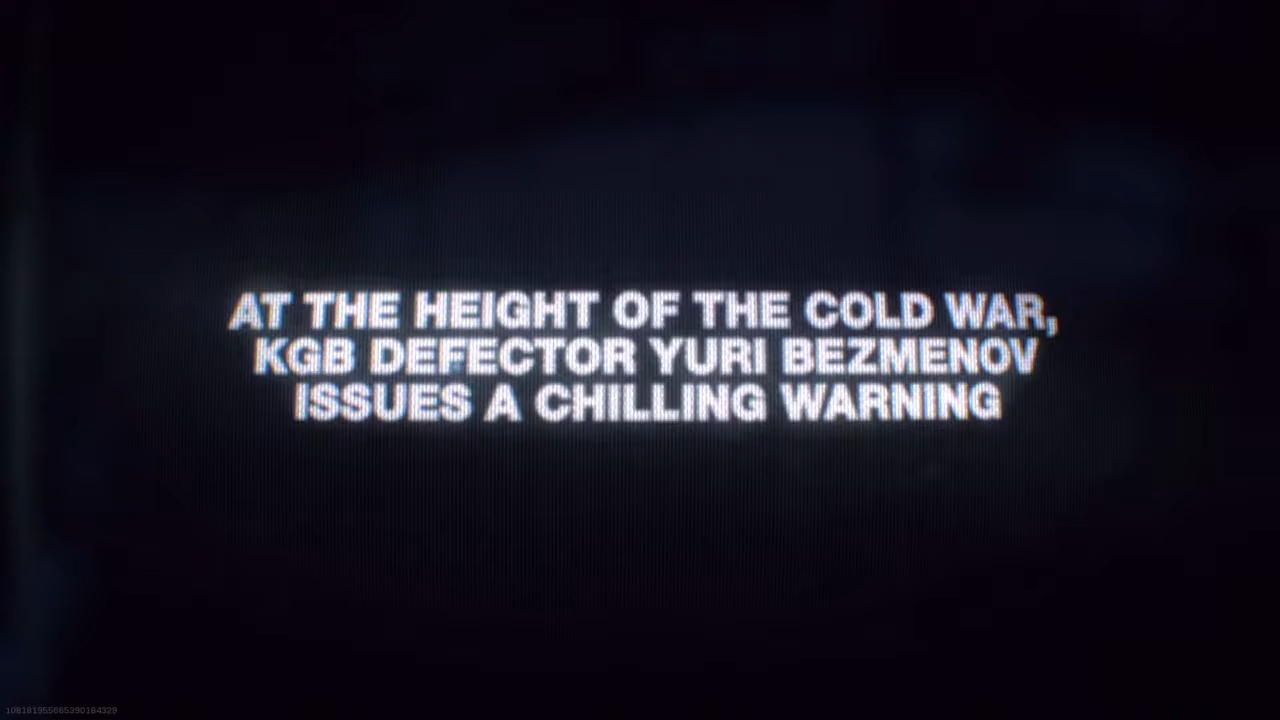 AT THE HEIGHT OF THE COLD WAR,
KGB DEFECTOR YURI BEZMENOV
ISSUES A CHILLING WARNING